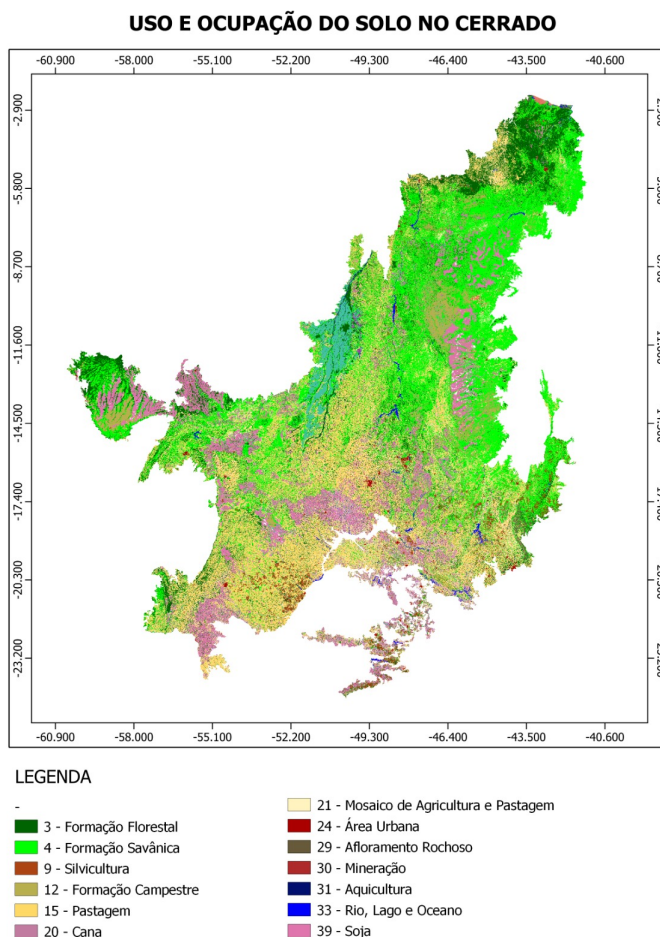 USO E OCUPAÇÃO DO SOLO NO CERRADO
-60.900 -58.000 -55.100 -52.200 -49.300 -46.400 -43.500 -40.600
-2.900
-5.800
-8.700
-11.600
-14.500
-17.400
-20.300
-23.200
-60.900 -58.000 -55.100 -52.200 -49.300 -46.400 -43.500 -40.600
LEGENDA
-
3 - Formação Florestal
4 - Formação Savânica
9 - Silvicultura
12 - Formação Campestre
15 - Pastagem
20 - Cana
21 - Mosaico de Agricultura e Pastagem
24 - Área Urbana
29 - Afloramento Rochoso
30 - Mineração
31 - Aquicultura
33 - Rio, Lago e Oceano
39 - Soja